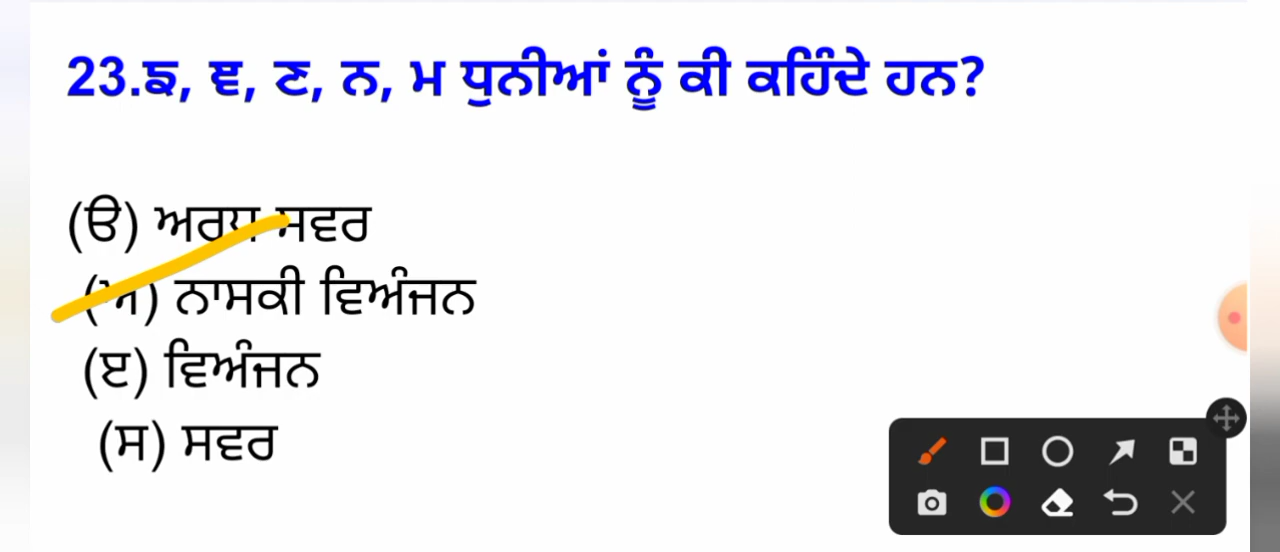 23.ਙ, ਞ, ਣ, ਨ, ਮ ਧੁਨੀਆਂ ਨੂੰ ਕੀ ਕਹਿੰਦੇ ਹਨ?
(ੳ) ਅਰਧ ਸਵਰ
(ਅ) ਨਾਸਕੀ ਵਿਅੰਜਨ
(ੲ) ਵਿਅੰਜਨ
(ਸ) ਸਵਰ